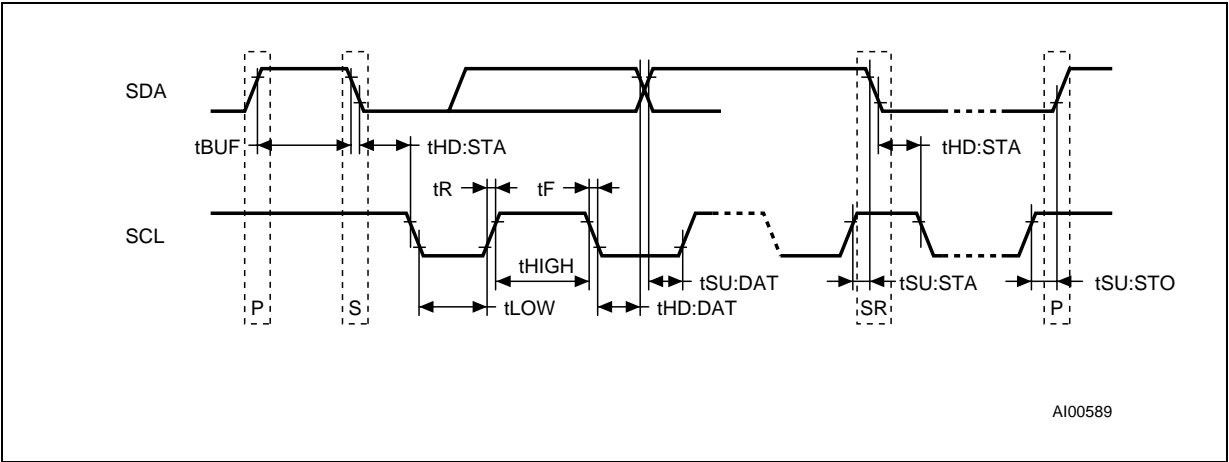 SDA
tBUF
tHD:STA
tHD:STA
tR
tF
SCL
tHIGH
tSU:DAT
tSU:STA
tSU:STO
P
S
tLOW
tHD:DAT
SR
P
AI00589